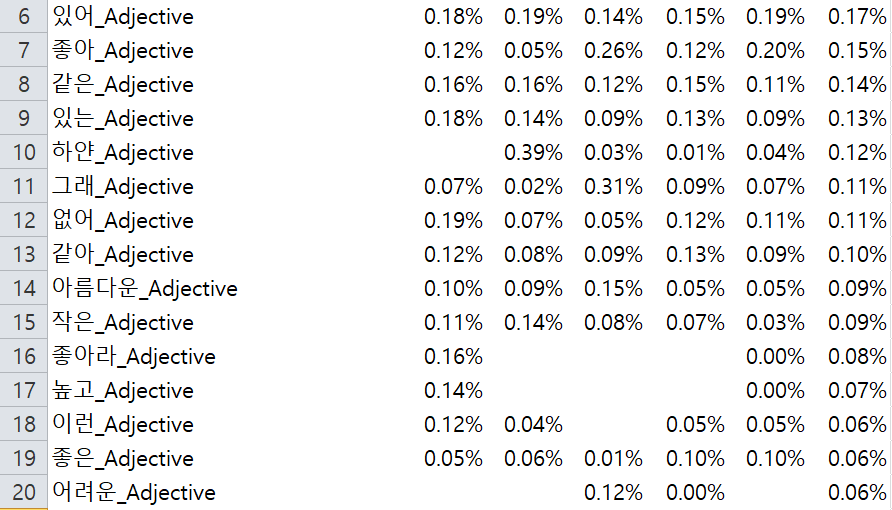 6 있어_Adjective 0.18% 0.19% 0.14% 0.15% 0.19% 0.17%
7 좋아_Adjective 0.12% 0.05% 0.26% 0.12% 0.20% 0.15%
8 같은_Adjective 0.16% 0.16% 0.12% 0.15% 0.11% 0.14%
9 있는_Adjective 0.18% 0.14% 0.09% 0.13% 0.09% 0.13%
10 하얀_Adjective 0.39% 0.03% 0.01% 0.04% 0.12%
11 그래_Adjective 0.07% 0.02% 0.31% 0.09% 0.07% 0.11%
12 없어_Adjective 0.19% 0.07% 0.05% 0.12% 0.11% 0.11%
13 같아_Adjective 0.12% 0.08% 0.09% 0.13% 0.09% 0.10%
14 아름다운_Adjective 0.10% 0.09% 0.15% 0.05% 0.05% 0.09%
15 작은_Adjective 0.11% 0.14% 0.08% 0.07% 0.03% 0.09%
16 좋아라_Adjective 0.16% 0.00% 0.08%
17 높고_Adjective 0.14% 0.00% 0.07%
18 이런_Adjective 0.12% 0.04% 0.05% 0.05% 0.06%
19 좋은_Adjective 0.05% 0.06% 0.01% 0.10% 0.10% 0.06%
20 어려운_Adjective 0.12% 0.00% 0.06%